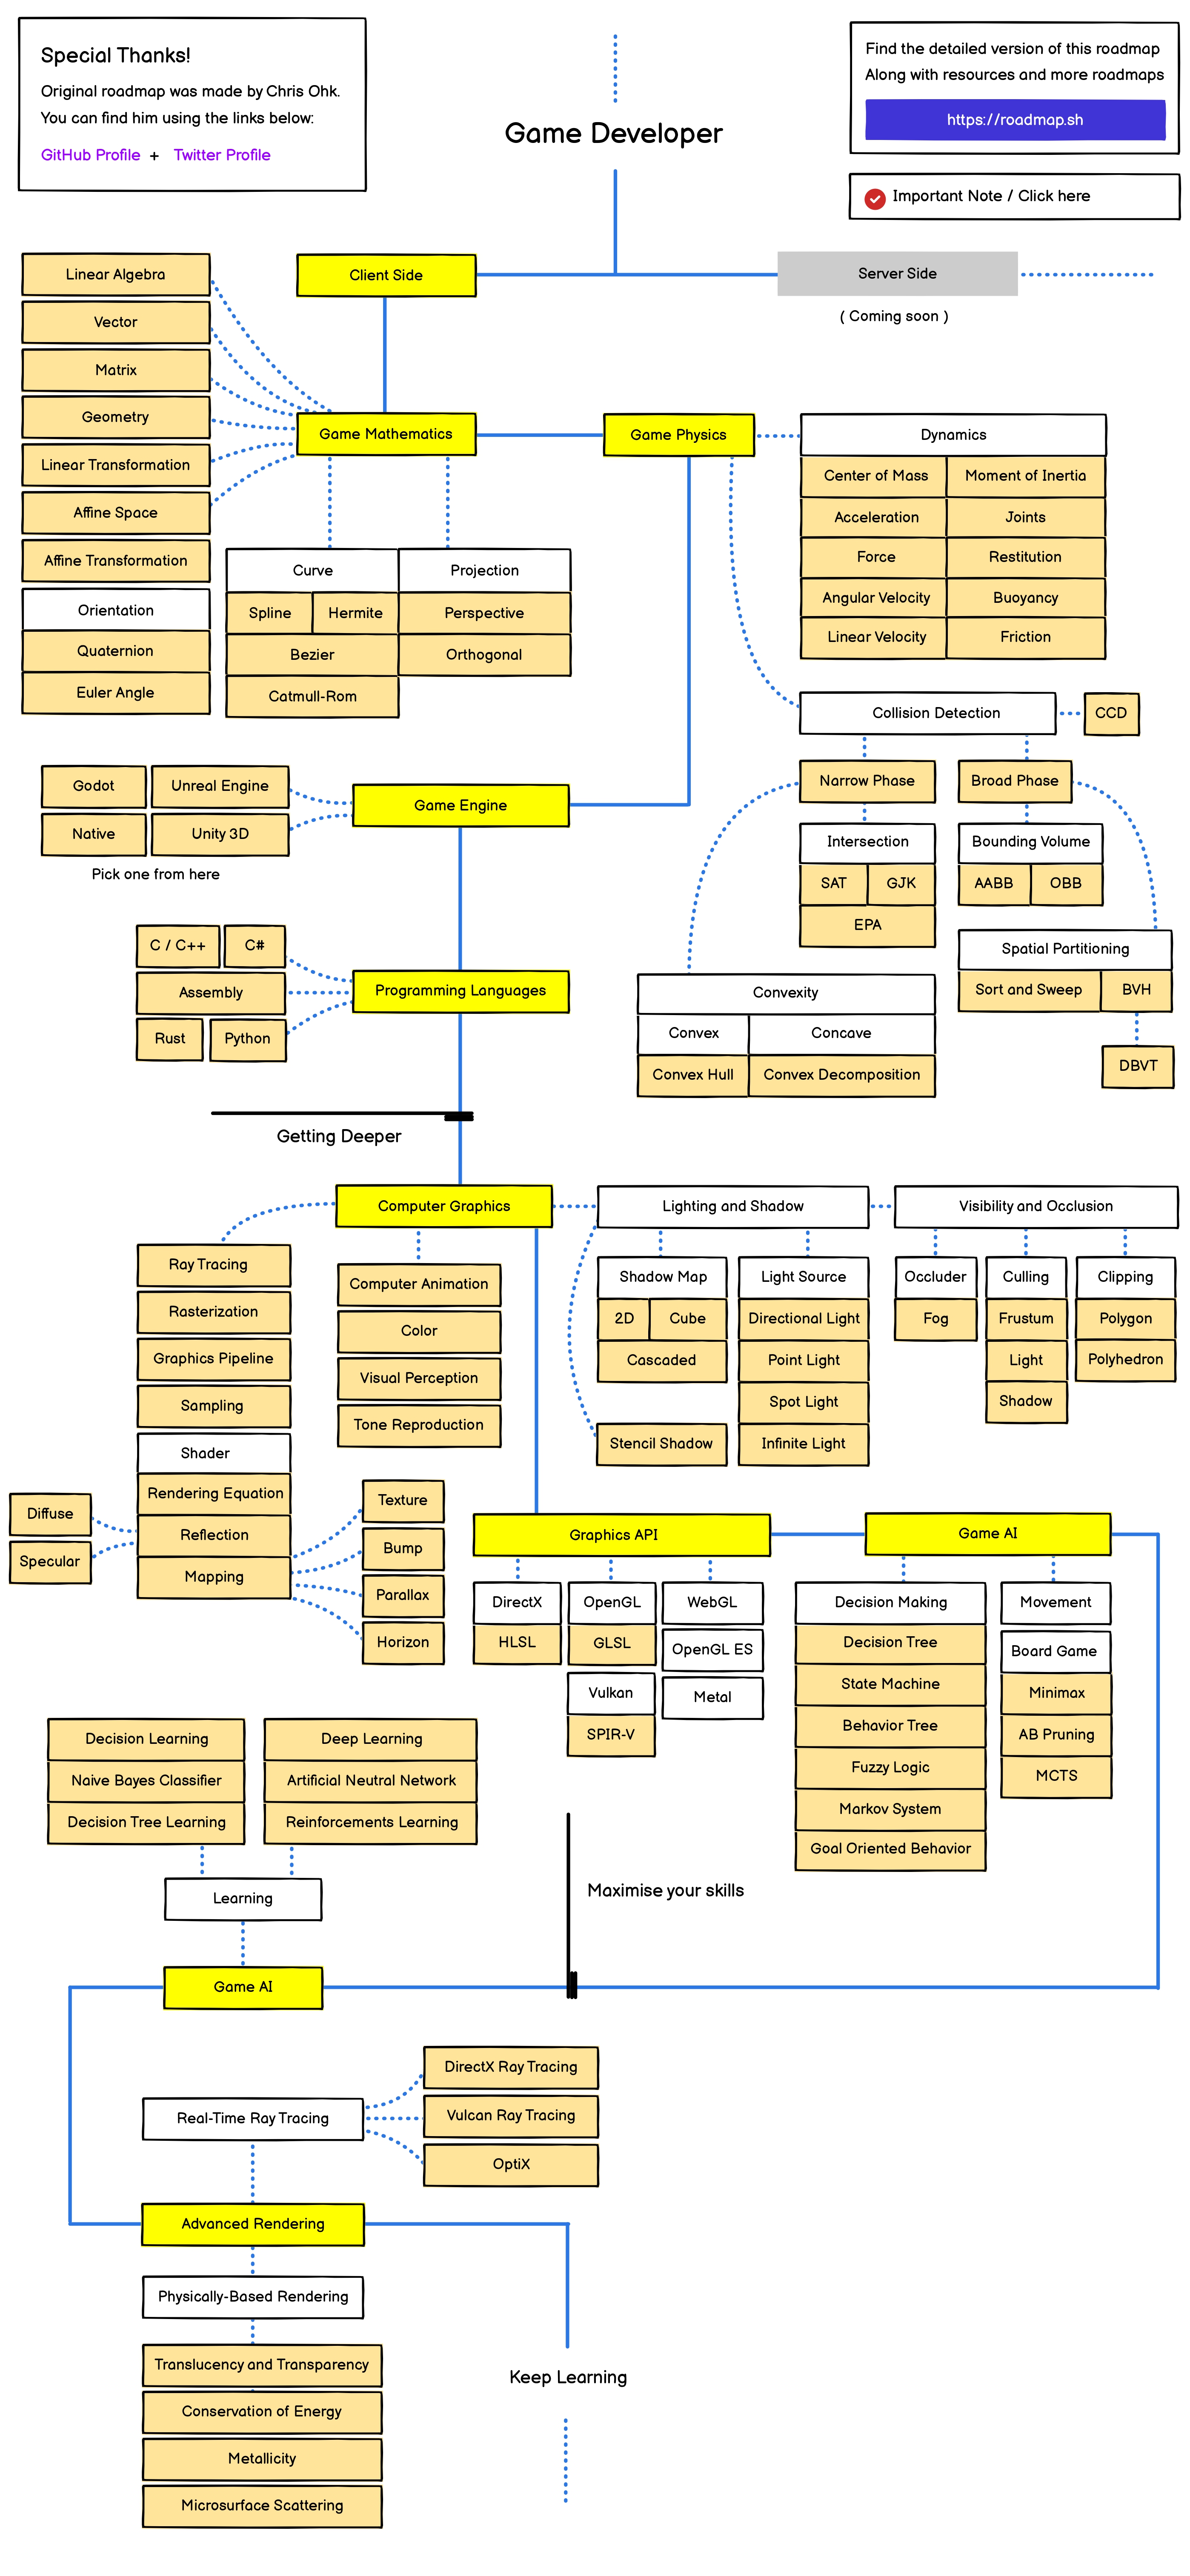 Special Thanks!
Original roadmap was made by Chris Ohk.
You can find him using the links below:
GitHub Profile + Twitter Profile
Game Developer
Find the detailed version of this roadmap
Along with resources and more roadmaps
https://roadmap.sh
Important Note / Click here
Client Side
Server Side
( Coming soon )
Linear Algebra
Vector
Matrix
Geometry
Linear Transformation
Affine Space
Affine Transformation
Orientation
Quaternion
Euler Angle
Game Mathematics
Curve
Spline
Hermite
Bezier
Catmull-Rom
Projection
Perspective
Orthogonal
Game Physics
Dynamics
Center of Mass
Moment of Inertia
Acceleration
Joints
Force
Restitution
Angular Velocity
Buoyancy
Linear Velocity
Friction
Collision Detection
CCD
Narrow Phase
Broad Phase
Intersection
SAT
GJK
EPA
Bounding Volume
AABB
OBB
Spatial Partitioning
Sort and Sweep
BVH
DBVT
Convexity
Convex
Concave
Convex Hull
Convex Decomposition
Godot
Unreal Engine
Native
Unity 3D
Pick one from here
Game Engine
C / C++
C#
Assembly
Rust
Python
Programming Languages
Getting Deeper
Computer Graphics
Ray Tracing
Rasterization
Graphics Pipeline
Sampling
Shader
Rendering Equation
Reflection
Mapping
Diffuse
Specular
Texture
Bump
Parallax
Horizon
Computer Animation
Color
Visual Perception
Tone Reproduction
Lighting and Shadow
Shadow Map
2D
Cube
Cascaded
Stencil Shadow
Light Source
Directional Light
Point Light
Spot Light
Infinite Light
Visibility and Occlusion
Occluder
Fog
Culling
Frustum
Light
Shadow
Clipping
Polygon
Polyhedron
Graphics API
DirectX
HLSL
OpenGL
GLSL
Vulkan
SPIR-V
WebGL
OpenGL ES
Metal
Game AI
Decision Making
Decision Tree
State Machine
Behavior Tree
Fuzzy Logic
Markov System
Goal Oriented Behavior
Movement
Board Game
Minimax
AB Pruning
MCTS
Decision Learning
Naive Bayes Classifier
Decision Tree Learning
Deep Learning
Artificial Neutral Network
Reinforcements Learning
Learning
Maximise your skills
Game AI
DirectX Ray Tracing
Vulcan Ray Tracing
OptiX
Real-Time Ray Tracing
Advanced Rendering
Physically-Based Rendering
Translucency and Transparency
Conservation of Energy
Metallicity
Microsurface Scattering
Keep Learning